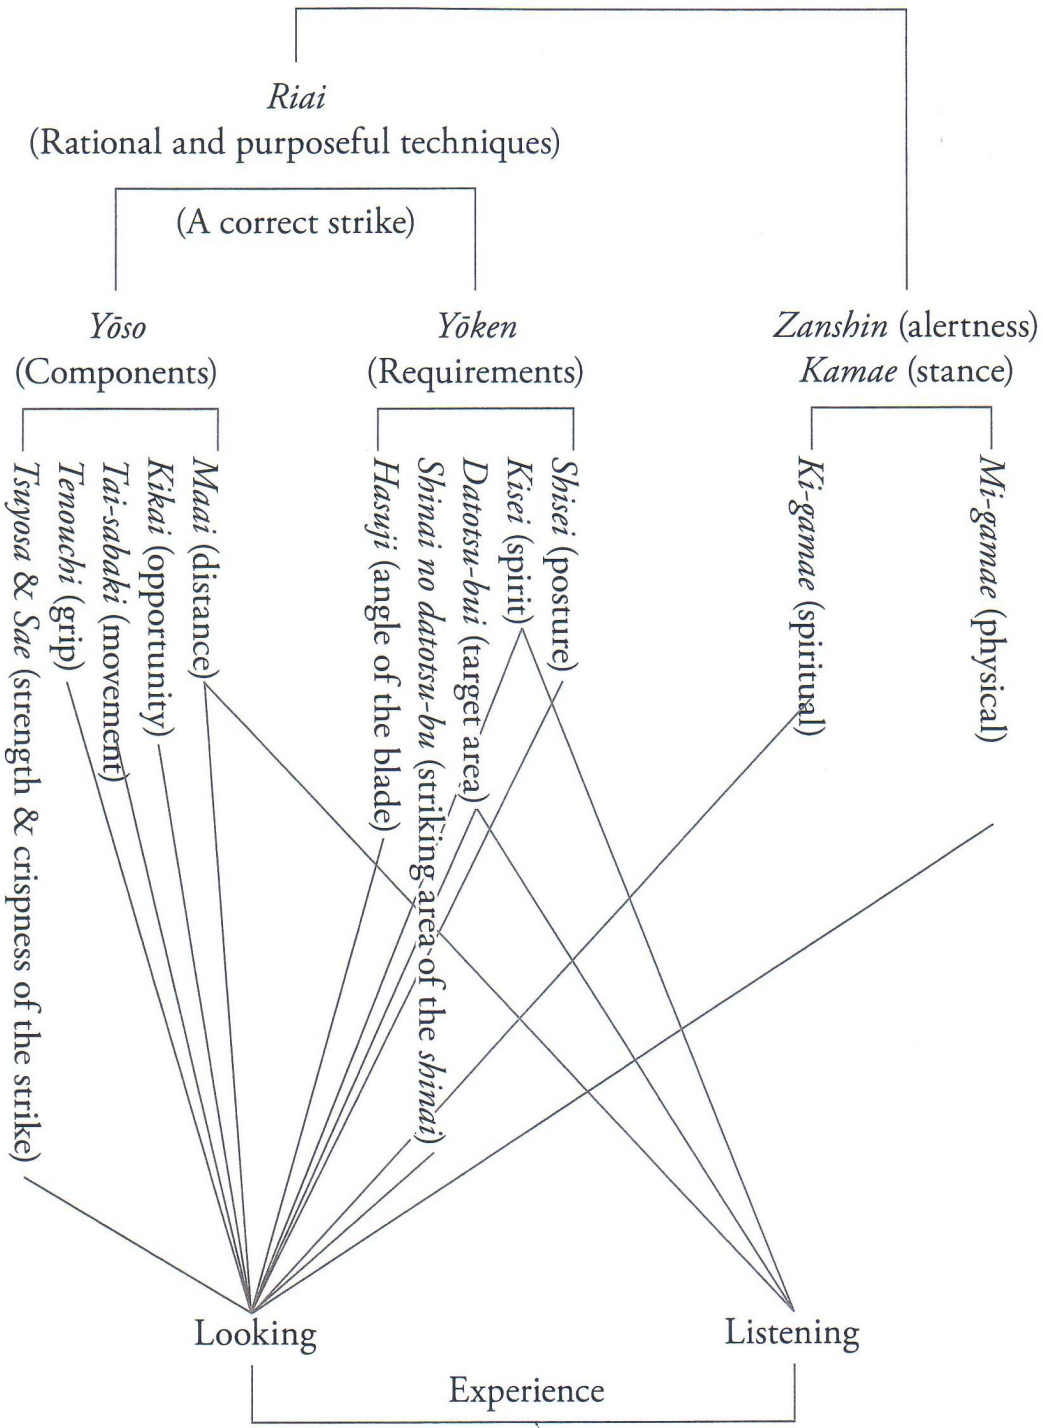 Riai
(Rational and purposeful techniques)
(A correct strike)
Yōso
(Components)
Yōken
(Requirements)
Zanshin (alertness)
Kamae (stance)
Tsuyosa & Sae (strength & crispness of the strike)
Tenouchi (grip)
Tai-sabaki (movement)
Kikai (opportunity)
Maai (distance)
Hasuji (angle of the blade)
Shinai no datotsu-bu (striking area of the shinai)
Datotsu-bui (target area)
Kisei (spirit)
Shisei (posture)
Ki-gamae (spiritual)
Mi-gamae (physical)
Looking
Listening
Experience